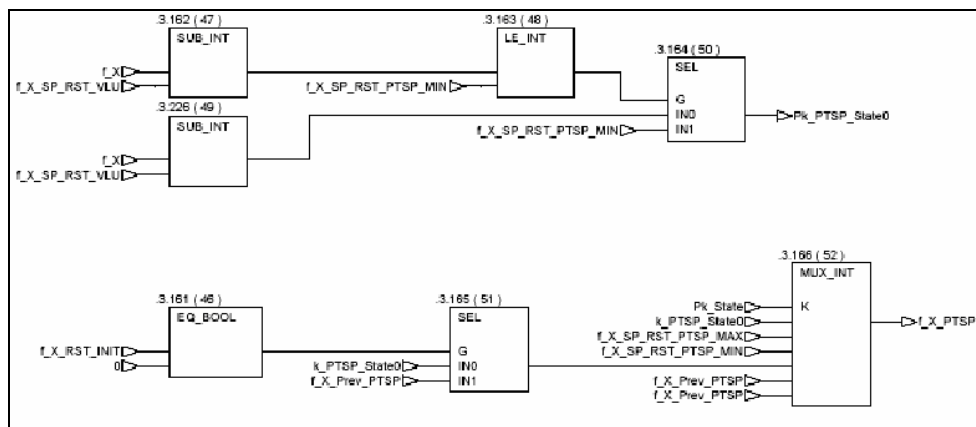 .3.162 ( 47)
SUB_INT
f_X
f_X_SP_RST_VLU
.3.163 ( 48)
LE_INT
f_X_SP_RST_PTSP_MIN
.3.164 ( 50)
SEL
G
IN0
IN1
f_X_SP_RST_PTSP_MIN
Pk_PTSP_State0
.3.226 ( 49)
SUB_INT
f_X
f_X_SP_RST_VLU
.3.161 ( 46)
EQ_BOOL
f_X_RST_INIT
0
.3.165 ( 51)
SEL
G
k_PTSP_State0
IN0
f_X_Prev_PTSP
IN1
.3.166 ( 52)
MUX_INT
Pk_State
K
k_PTSP_State0
f_X_SP_RST_PTSP_MAX
f_X_SP_RST_PTSP_MIN
f_X_Prev_PTSP
f_X_Prev_PTSP
f_X_PTSP